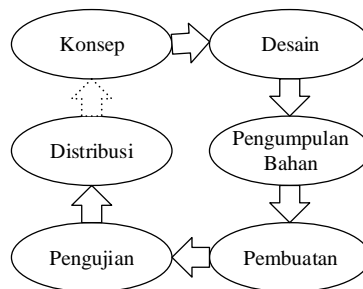 Konsep
Desain
Pengumpulan
Bahan
Pembuatan
Pengujian
Distribusi